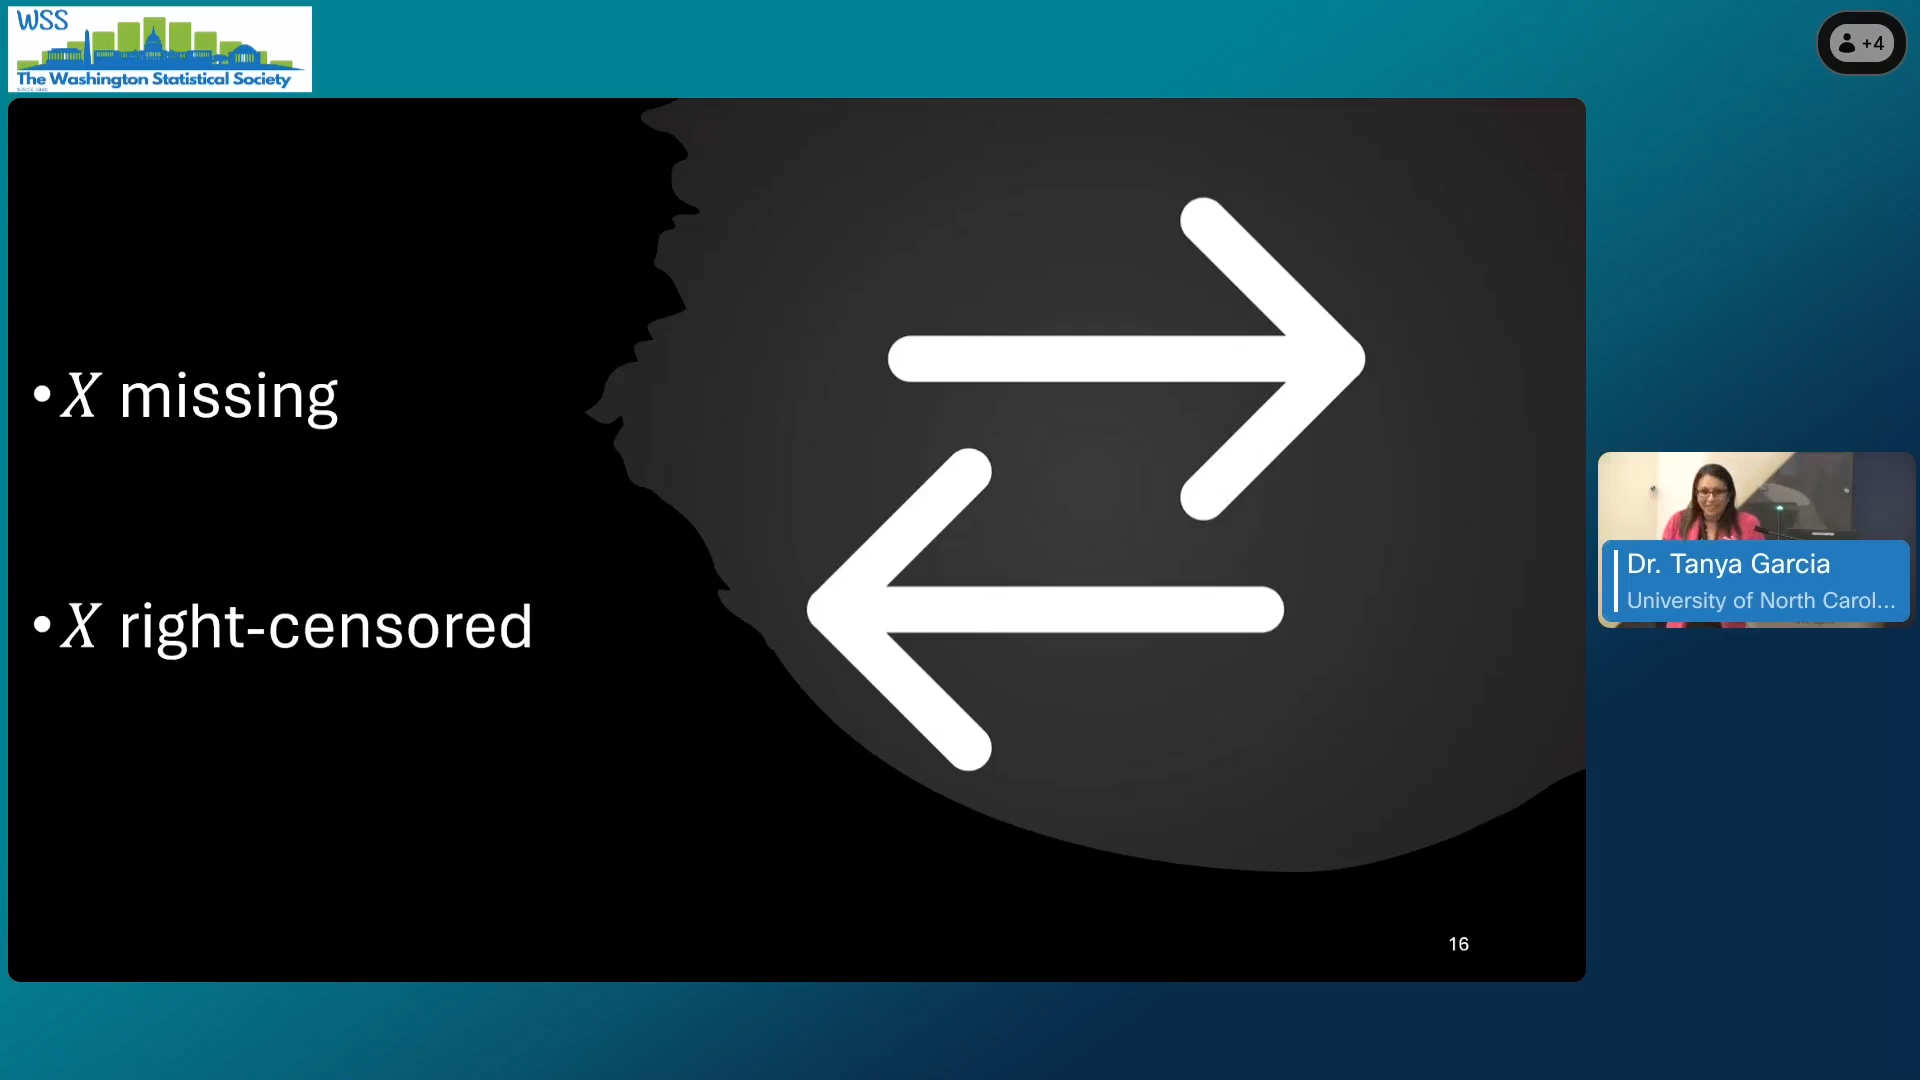 WSS
The Washington Statistical Society
+4
• X missing
• X right-censored
Dr. Tanya Garcia
University of North Carol...
16